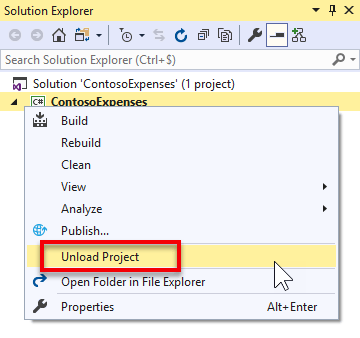 Solution Explorer
Search Solution Explorer (Ctrl+$)
Solution 'ContosoExpenses' (1 project)
C# ContosoExpenses
Build
Rebuild
Clean
View
Analyze
Publish...
Unload Project
Open Folder in File Explorer
Properties Alt+Enter